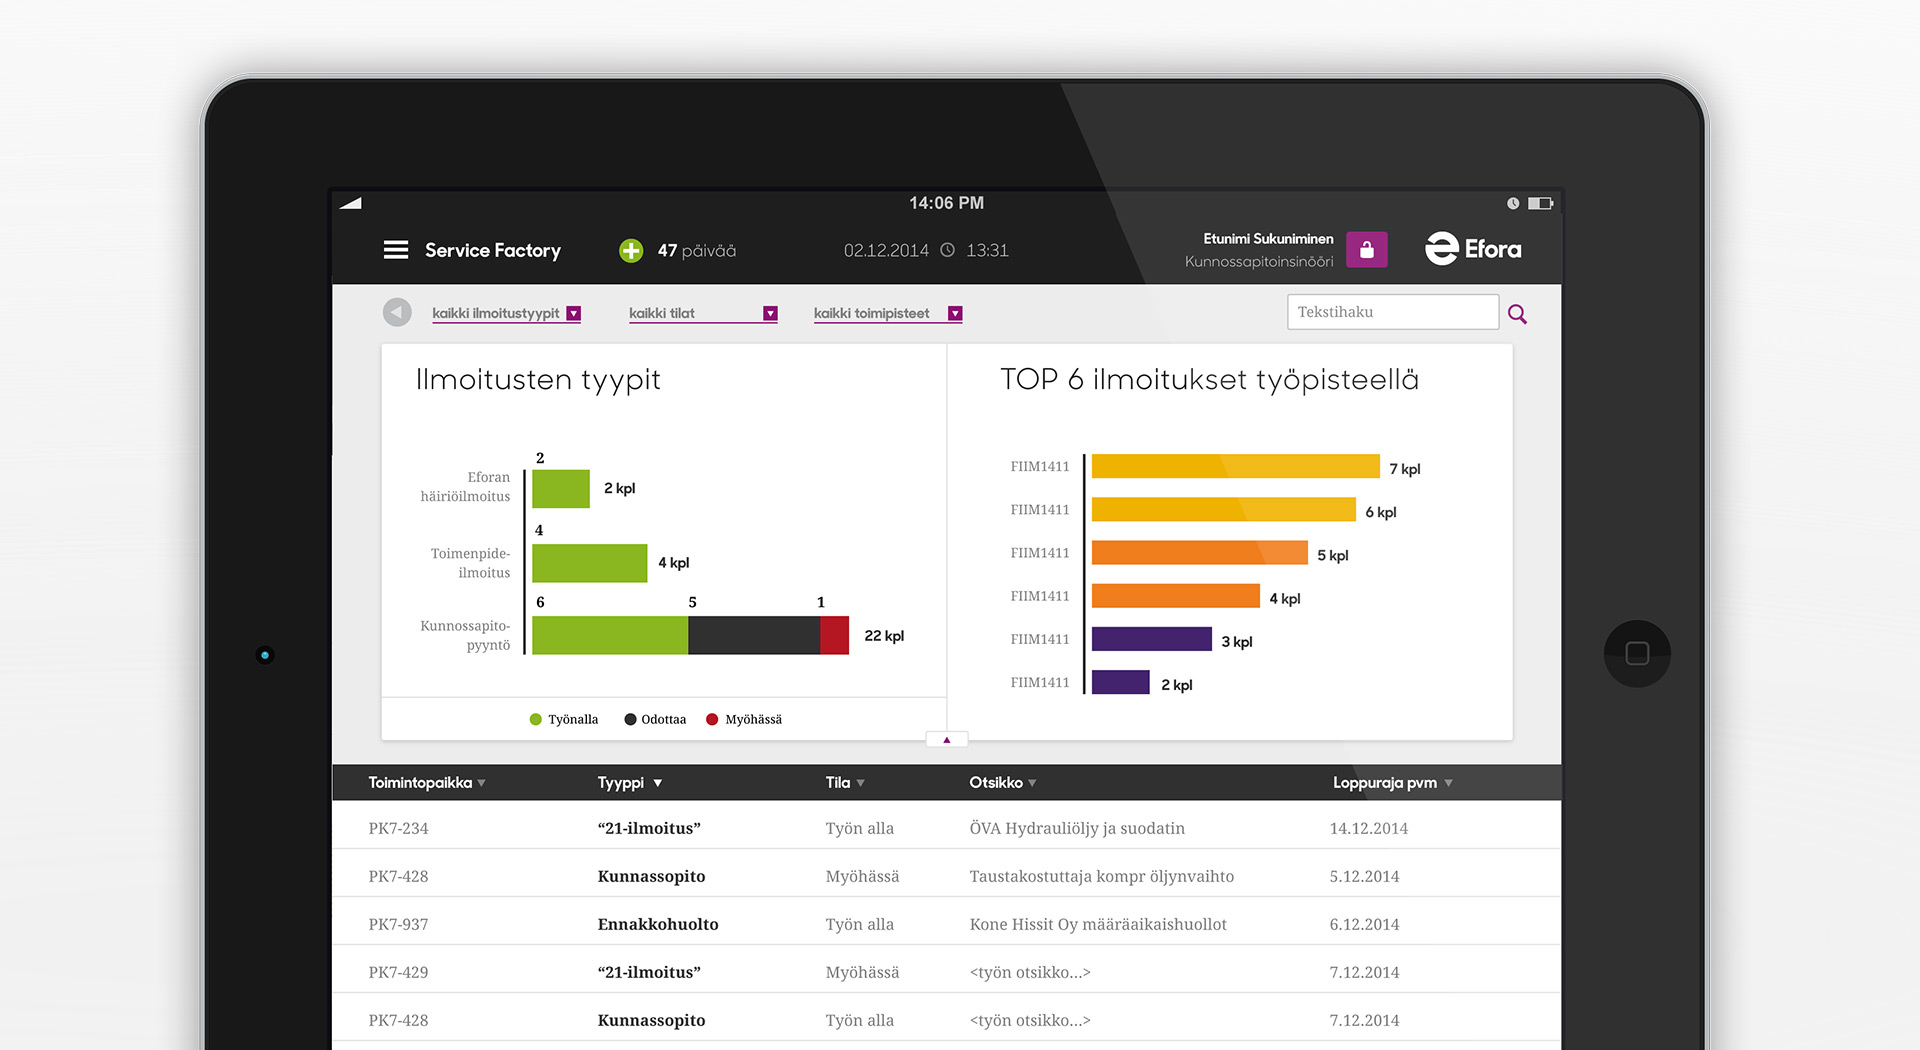 14:06 PM
Service Factory
47 päivää
02.12.2014 13:31
Etunimi Sukuniminen
Kunnossapitoinsinööri
Efora
kaikki ilmoitustyypit
kaikki tilat
kaikki toimipisteet
Tekstihaku
Ilmoitusten tyypit
2
Eforan
häiriöilmoitus
2 kpl
4
Toimenpide-
ilmoitus
4 kpl
6 5 1
Kunnossapito-
pyyntö
22 kpl
Työnalla Odottaa Myöhässä
TOP 6 ilmoitukset työpisteellä
FIIM1411 7 kpl
FIIM1411 6 kpl
FIIM1411 5 kpl
FIIM1411 4 kpl
FIIM1411 3 kpl
FIIM1411 2 kpl
Toimintopaikka Tyyppi Tila Otsikko Loppuraja pvm
PK7-234 “21-ilmoitus” Työn alla ÖVA Hydrauliöljy ja suodatin 14.12.2014
PK7-428 Kunnassopito Myöhässä Taustakostuttaja kompr öljynvaihto 5.12.2014
PK7-937 Ennakkohuolto Työn alla Kone Hissit Oy määräaikaishuollot 6.12.2014
PK7-429 “21-ilmoitus” Myöhässä <työn otsikko...> 7.12.2014
PK7-428 Kunnassopito Työn alla <työn otsikko...> 7.12.2014